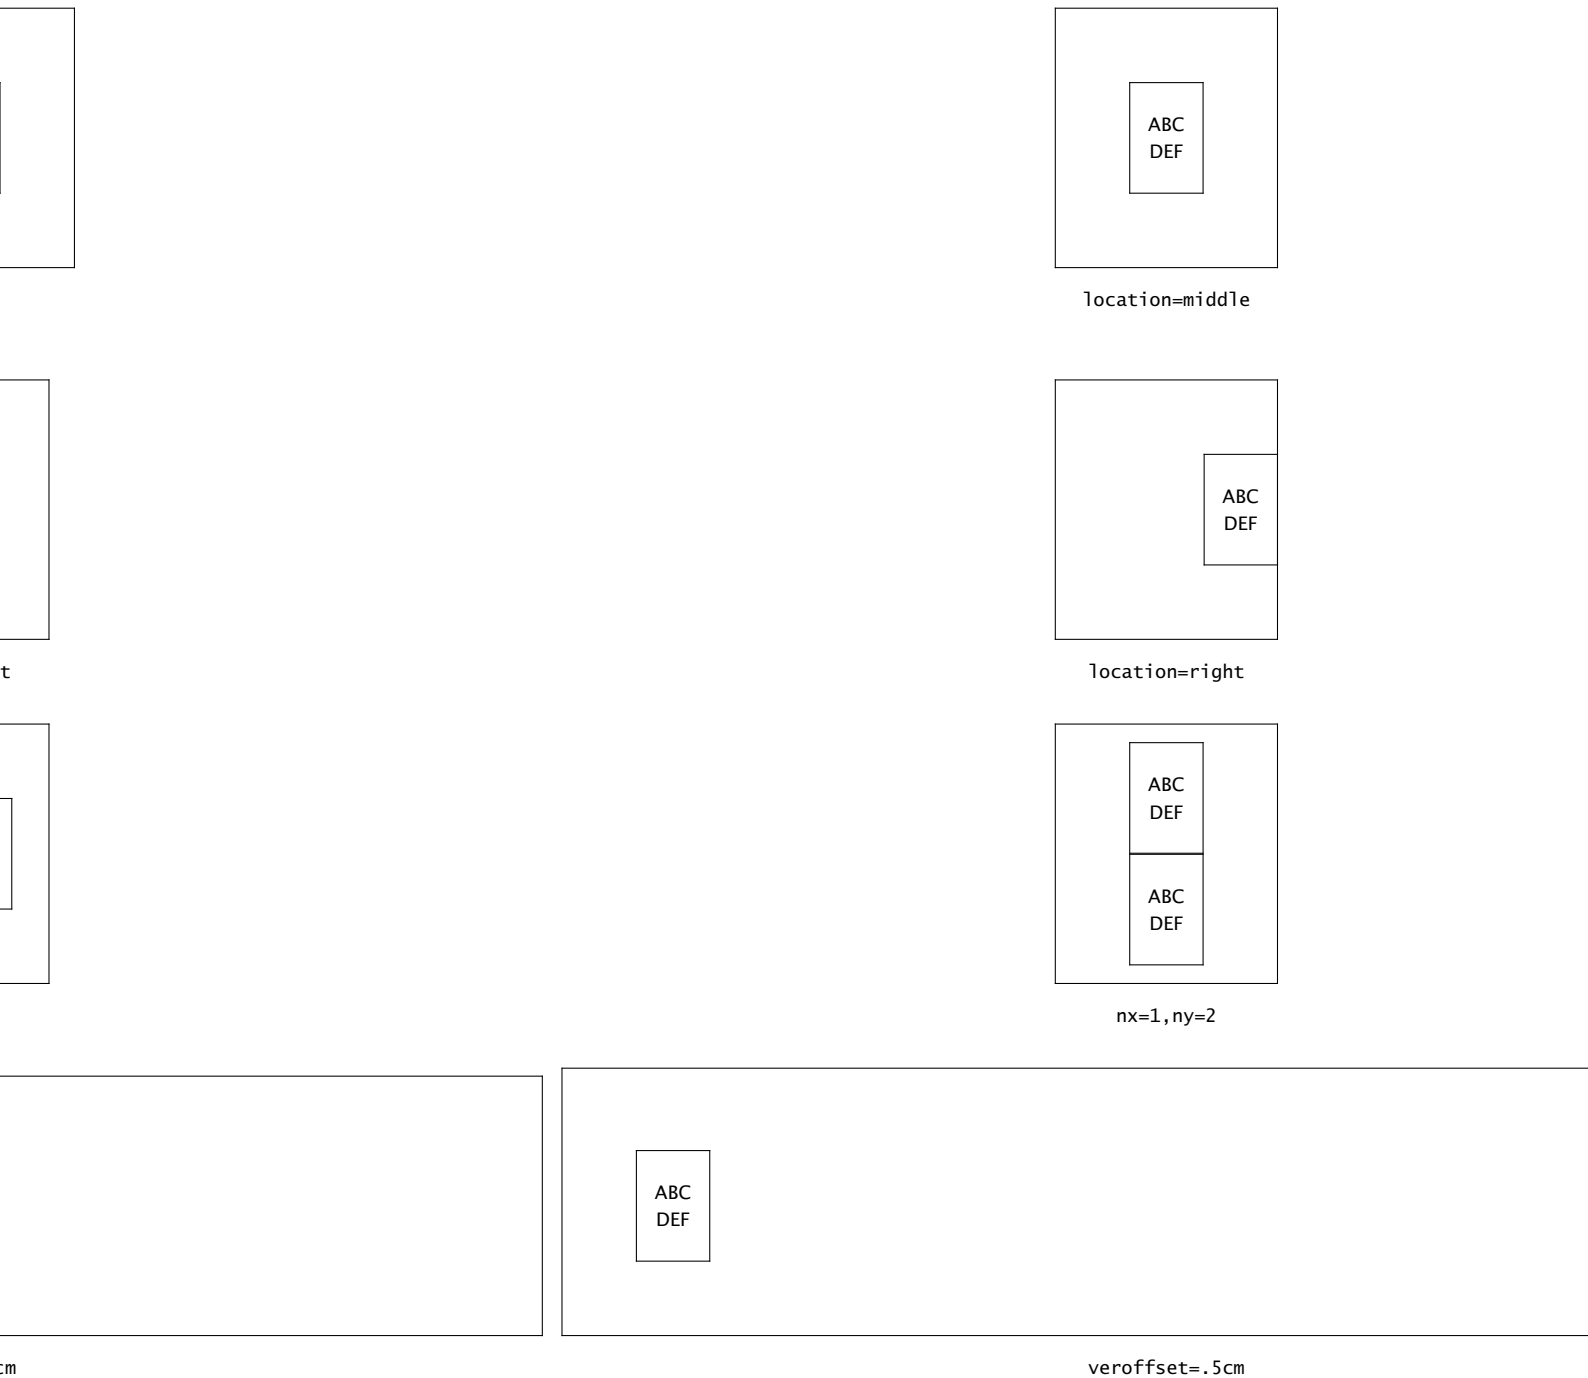 ABC
DEF
location=middle
ABC
DEF
t
location=right
ABC
DEF
ABC
DEF
nx=1,ny=2
ABC
DEF
cm
veroffset=.5cm